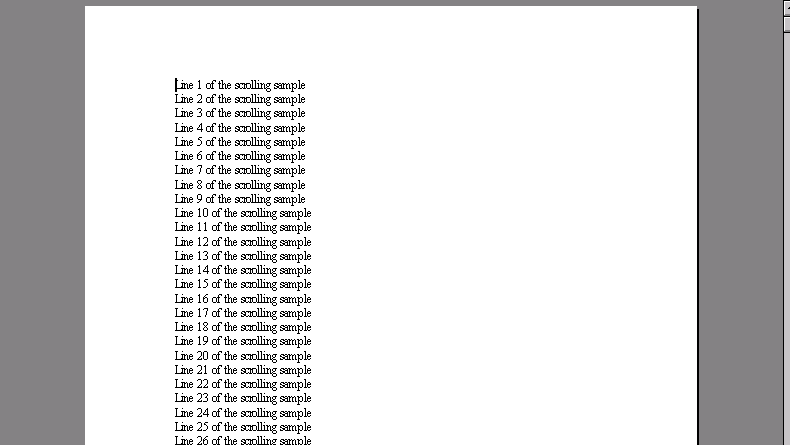 Line 1 of the scrolling sample
Line 2 of the scrolling sample
Line 3 of the scrolling sample
Line 4 of the scrolling sample
Line 5 of the scrolling sample
Line 6 of the scrolling sample
Line 7 of the scrolling sample
Line 8 of the scrolling sample
Line 9 of the scrolling sample
Line 10 of the scrolling sample
Line 11 of the scrolling sample
Line 12 of the scrolling sample
Line 13 of the scrolling sample
Line 14 of the scrolling sample
Line 15 of the scrolling sample
Line 16 of the scrolling sample
Line 17 of the scrolling sample
Line 18 of the scrolling sample
Line 19 of the scrolling sample
Line 20 of the scrolling sample
Line 21 of the scrolling sample
Line 22 of the scrolling sample
Line 23 of the scrolling sample
Line 24 of the scrolling sample
Line 25 of the scrolling sample
Line 26 of the scrolling sample